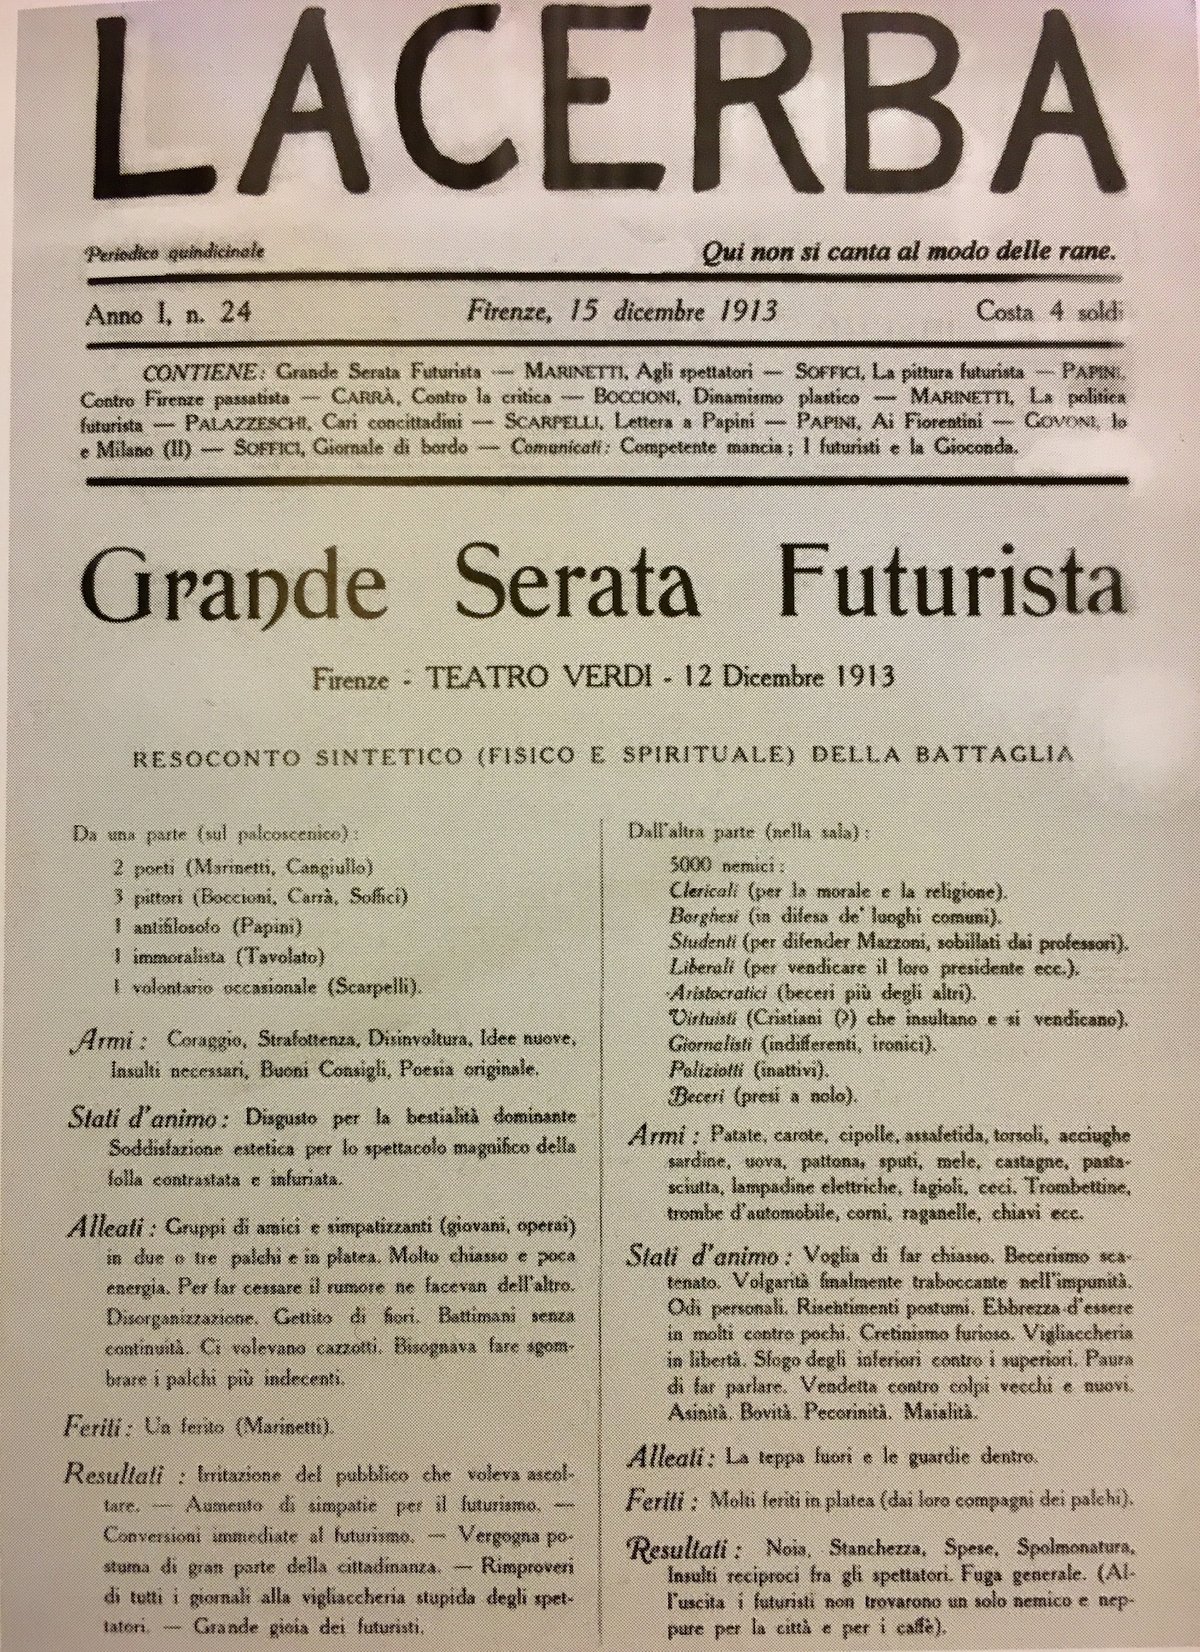 LACERBA
Periodico quindicinale
Qui non si canta al modo delle rane.
Anno I, n. 24 Firenze, 15 dicembre 1913 Costa 4 soldi
CONTIENE: Grande Serata Futurista — MARINETTI, Agli spettatori — SOFFICI, La pittura futurista — PAPINI,
Contro Firenze passatista — CARRÀ, Contro la critica — BOCCIONI, Dinamismo plastico — MARINETTI, La politica
futurista — PALAZZESCHI, Cari concittadini — SCARPELLI, Lettera a Papini — PAPINI, Ai Fiorentini — GOVONI, Io
e Milano (II) — SOFFICI, Giornale di bordo — Comunicati: Competente mancia; I futuristi e la Gioconda.
Grande Serata Futurista
Firenze - TEATRO VERDI - 12 Dicembre 1913
RESOCONTO SINTETICO (FISICO E SPIRITUALE) DELLA BATTAGLIA
Da una parte (sul palcoscenico):
2 poeti (Marinetti, Cangiullo)
3 pittori (Boccioni, Carrà, Soffici)
1 antifilosofo (Papini)
1 immoralista (Tavolato)
1 volontario occasionale (Scarpelli).
Armi: Coraggio, Strafottenza, Disinvoltura, Idee nuove,
Insulti necessari, Buoni Consigli, Poesia originale.
Stati d'animo: Disgusto per la bestialità dominante
Soddisfazione estetica per lo spettacolo magnifico della
folla contrastata e infuriata.
Alleati: Gruppi di amici e simpatizzanti (giovani, operai)
in due o tre palchi e in platea. Molto chiasso e poca
energia. Per far cessare il rumore ne facevan dell'altro.
Disorganizzazione. Gettito di fiori. Battimani senza
continuità. Ci volevano cazzotti. Bisognava fare sgom-
brare i palchi più indecenti.
Feriti: Un ferito (Marinetti).
Resultati : Irritazione del pubblico che voleva ascol-
tare. — Aumento di simpatie per il futurismo. —
Conversioni immediate al futurismo. — Vergogna po-
stuma di gran parte della cittadinanza. — Rimproveri
di tutti i giornali alla vigliaccheria stupida degli spet-
tatori. — Grande gioia dei futuristi.
Dall'altra parte (nella sala):
5000 nemici:
Clericali (per la morale e la religione).
Borghesi (in difesa de' luoghi comuni).
Studenti (per difender Mazzoni, sobillati dai professori).
Liberali (per vendicare il loro presidente ecc.).
Aristocratici (beceri più degli altri).
Virtuisti (Cristiani (?) che insultano e si vendicano).
Giornalisti (indifferenti, ironici).
Poliziotti (inattivi).
Beceri (presi a nolo).
Armi: Patate, carote, cipolle, assafetida, torsoli, acciughe
sardine, uova, pattona, sputi, mele, castagne, pasta-
sciutta, lampadine elettriche, fagioli, ceci. Trombettine,
trombe d'automobile, corni, raganelle, chiavi ecc.
Stati d'animo: Voglia di far chiasso. Becerismo sca-
tenato. Volgarità finalmente traboccante nell'impunità.
Odi personali. Risentimenti postumi. Ebbrezza d'essere
in molti contro pochi. Cretinismo furioso. Vigliaccheria
in libertà. Sfogo degli inferiori contro i superiori. Paura
di far parlare. Vendetta contro colpi vecchi e nuovi.
Asinità. Bovità. Pecorinità. Maialità.
Alleati: La teppa fuori e le guardie dentro.
Feriti: Molti feriti in platea (dai loro compagni dei palchi).
Resultati: Noia, Stanchezza, Spese, Spolmonatura,
Insulti reciproci fra gli spettatori. Fuga generale. (Al-
l'uscita i futuristi non trovarono un solo nemico e nep-
pure per la città e per i caffè).